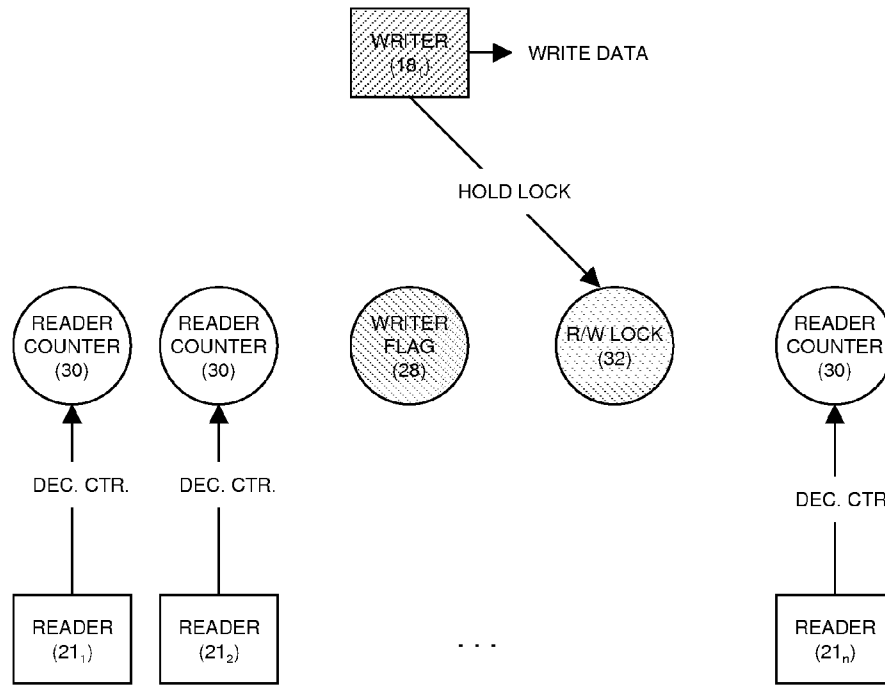 WRITER
(18₁)
WRITE DATA
HOLD LOCK
READER
COUNTER
(30)
READER
COUNTER
(30)
WRITER
FLAG
(28)
R/W LOCK
(32)
READER
COUNTER
(30)
DEC. CTR.
DEC. CTR.
DEC. CTR
READER
(21₁)
READER
(21₂)
. . .
READER
(21ₙ)